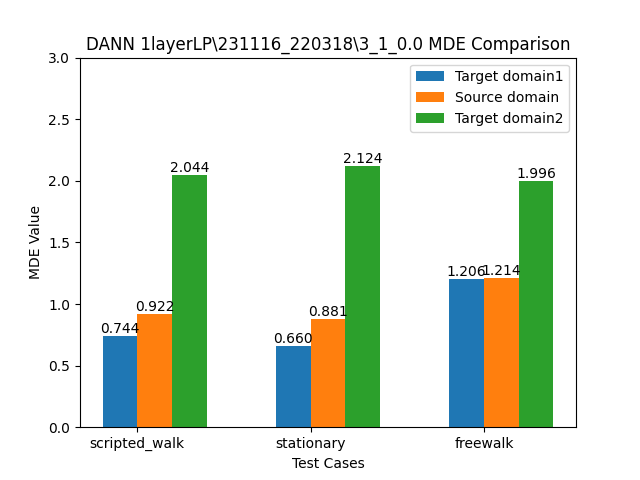 DANN 1layerLP\231116_220318\3_1_0.0 MDE Comparison
Target domain1
Source domain
Target domain2
MDE Value
3.0
2.5
2.0
1.5
1.0
0.5
0.0
0.744
0.922
2.044
0.660
0.881
2.124
1.206
1.214
1.996
scripted_walk
stationary
freewalk
Test Cases